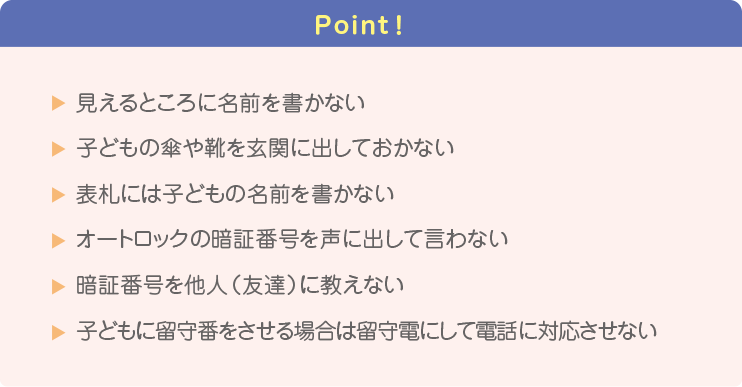 Point!
▶ 見えるところに名前を書かない
▶ 子どもの傘や靴を玄関に出しておかない
▶ 表札には子どもの名前を書かない
▶ オートロックの暗証番号を声に出して言わない
▶ 暗証番号を他人(友達)に教えない
▶ 子どもに留守番をさせる場合は留守電にして電話に対応させない